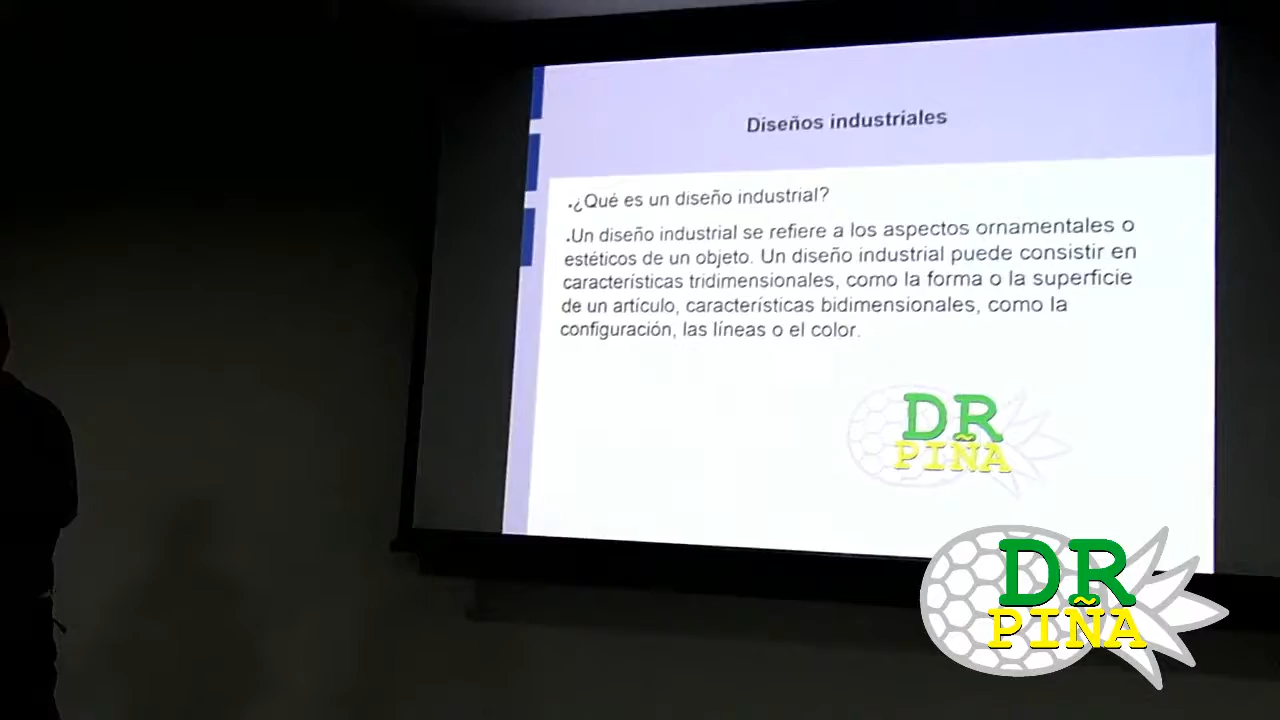 Diseños industriales
.¿Qué es un diseño industrial?
.Un diseño industrial se refiere a los aspectos ornamentales o
estéticos de un objeto. Un diseño industrial puede consistir en
características tridimensionales, como la forma o la superficie
de un artículo, características bidimensionales, como la
configuración, las líneas o el color.
DR
PIÑA
DR
PIÑA